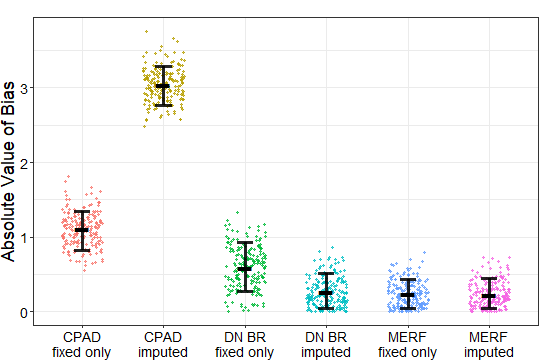 Absolute Value of Bias
3
2
1
0
CPAD
fixed only
CPAD
imputed
DN BR
fixed only
DN BR
imputed
MERF
fixed only
MERF
imputed